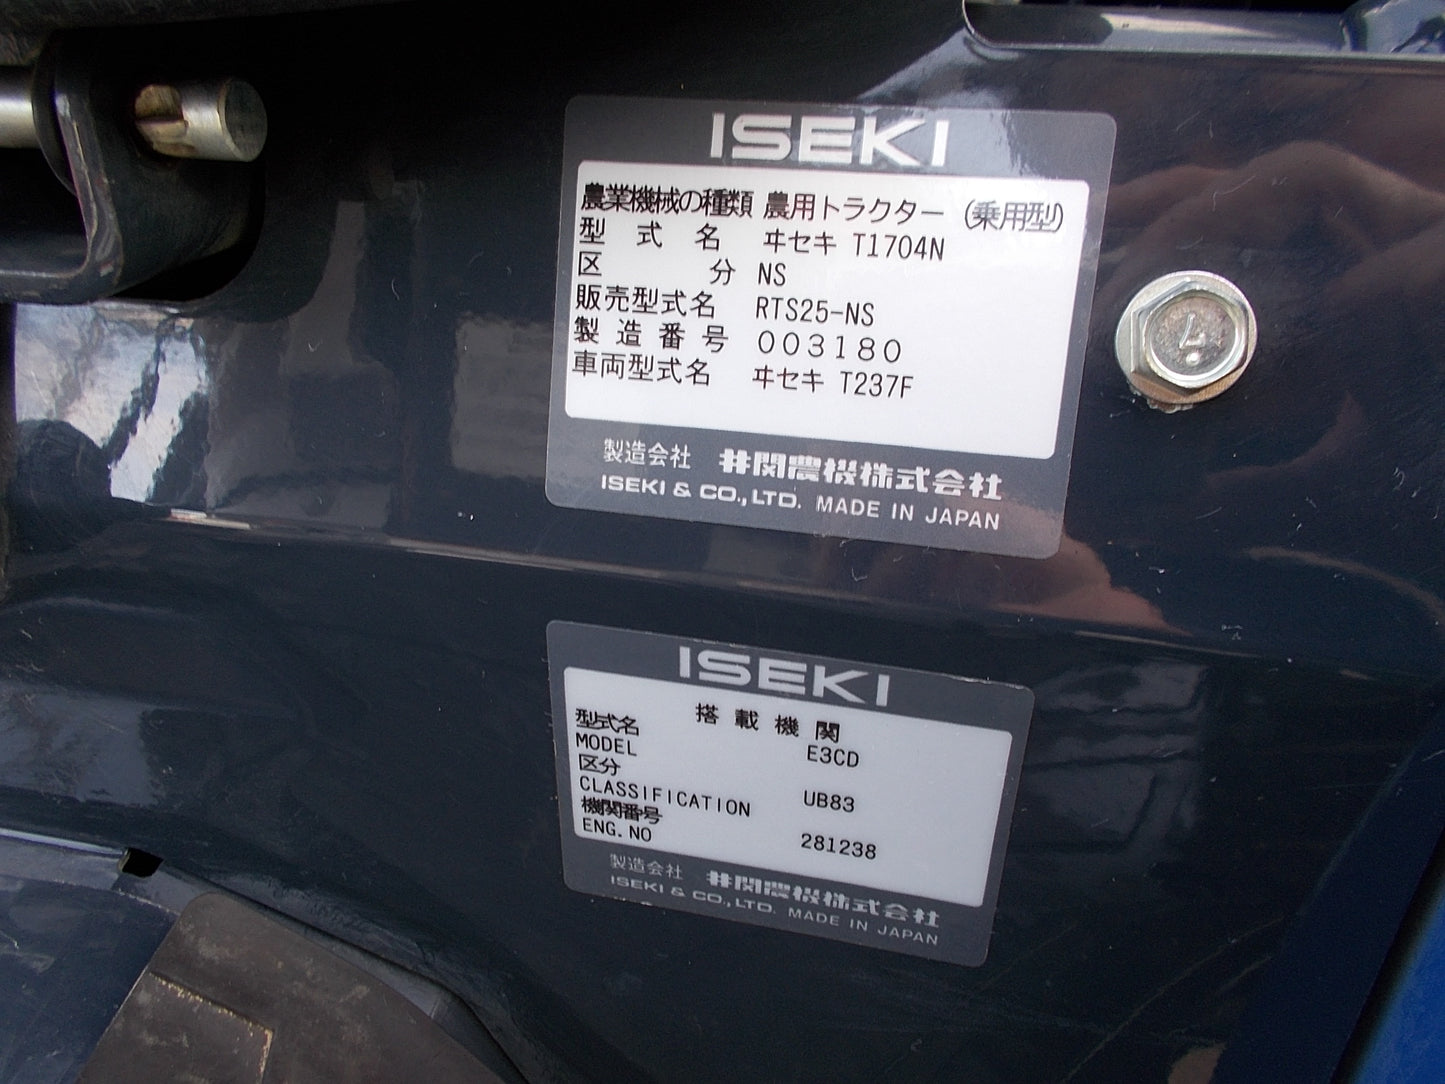 ISEKI
農業機械の種類 農用トラクター (乗用型)
型式名 ヰセキ T1704N
区分 NS
販売型式名 RTS25-NS
製造番号 003180
車両型式名 ヰセキ T237F
製造会社 井関農機株式会社
ISEKI & CO., LTD. MADE IN JAPAN
ISEKI
搭載機関
型式名
MODEL E3CD
区分
CLASSIFICATION UB83
機関番号
ENG.NO 281238
製造会社 井関農機株式会社
ISEKI & CO., LTD. MADE IN JAPAN